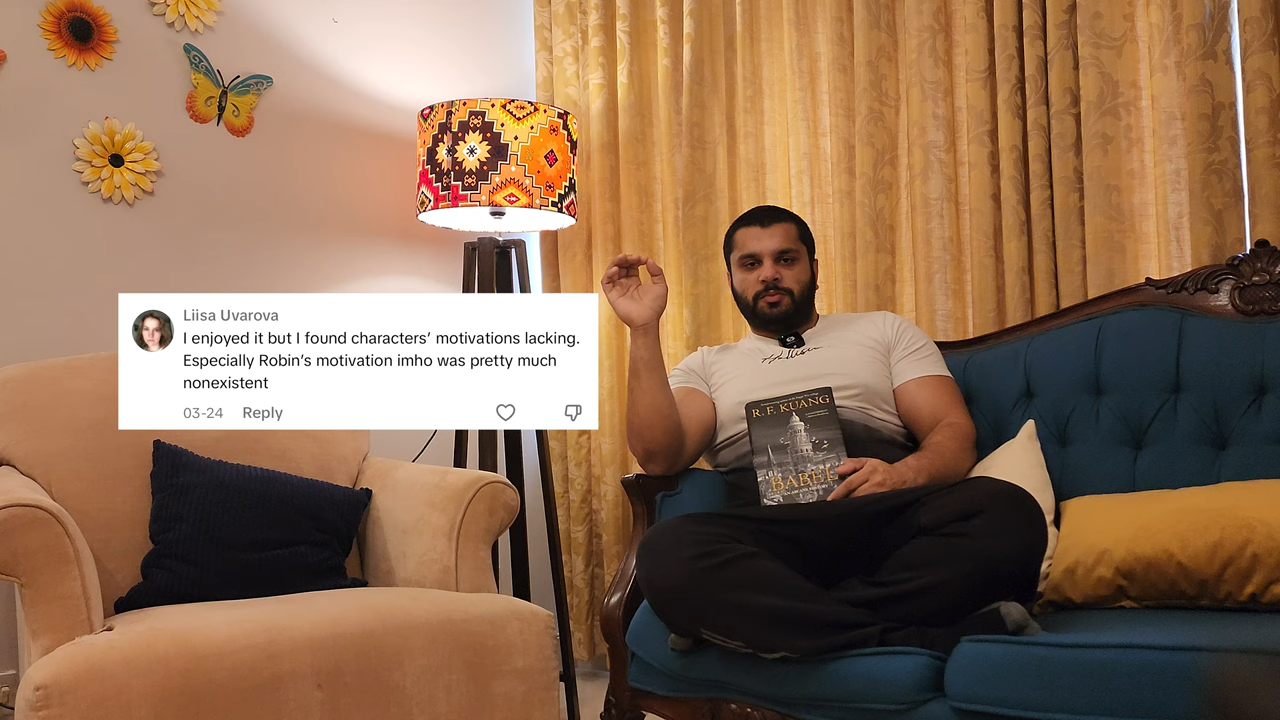 Liisa Uvarova
I enjoyed it but I found characters' motivations lacking.
Especially Robin's motivation imho was pretty much
nonexistent
03-24 Reply
R. F. KUANG
BABEL